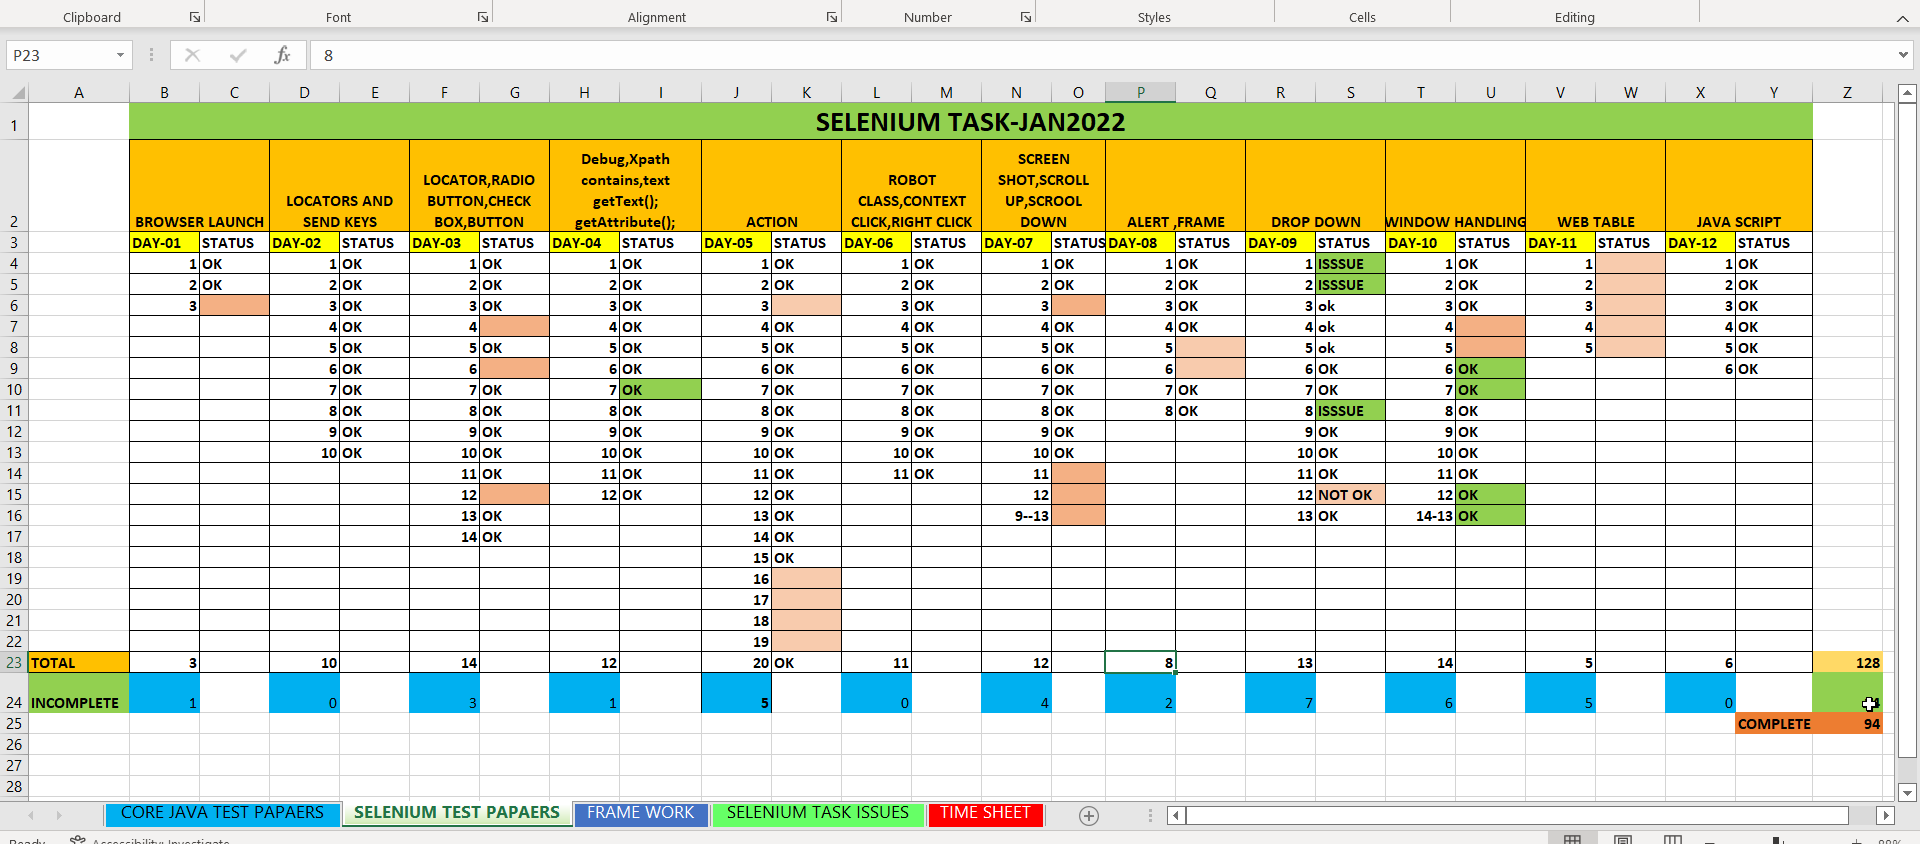 Clipboard Font Alignment Number Styles Cells Editing
P23 fx 8
A B C D E F G H I J K L M N O P Q R S T U V W X Y Z
1 SELENIUM TASK-JAN2022
2 BROWSER LAUNCH LOCATORS AND SEND KEYS LOCATOR,RADIO BUTTON,CHECK BOX,BUTTON Debug,Xpath contains,text getText(); getAttribute(); ACTION ROBOT CLASS,CONTEXT CLICK,RIGHT CLICK SCREEN SHOT,SCROLL UP,SCROOL DOWN ALERT ,FRAME DROP DOWN WINDOW HANDLING WEB TABLE JAVA SCRIPT
3 DAY-01 STATUS DAY-02 STATUS DAY-03 STATUS DAY-04 STATUS DAY-05 STATUS DAY-06 STATUS DAY-07 STATUS DAY-08 STATUS DAY-09 STATUS DAY-10 STATUS DAY-11 STATUS DAY-12 STATUS
4 1 OK 1 OK 1 OK 1 OK 1 OK 1 OK 1 OK 1 OK 1 ISSSUE 1 OK 1 1 OK
5 2 OK 2 OK 2 OK 2 OK 2 OK 2 OK 2 OK 2 OK 2 ISSSUE 2 OK 2 2 OK
6 3 3 OK 3 OK 3 OK 3 3 OK 3 3 OK 3 ok 3 OK 3 3 OK
7 4 OK 4 4 OK 4 OK 4 OK 4 OK 4 OK 4 ok 4 4 4 OK
8 5 OK 5 OK 5 OK 5 OK 5 OK 5 OK 5 5 ok 5 5 5 OK
9 6 OK 6 6 OK 6 OK 6 OK 6 OK 6 6 OK 6 OK 6 OK
10 7 OK 7 OK 7 OK 7 OK 7 OK 7 OK 7 OK 7 OK 7 OK
11 8 OK 8 OK 8 OK 8 OK 8 OK 8 OK 8 OK 8 ISSSUE 8 OK
12 9 OK 9 OK 9 OK 9 OK 9 OK 9 OK 9 OK 9 OK
13 10 OK 10 OK 10 OK 10 OK 10 OK 10 OK 10 OK 10 OK
14 11 OK 11 OK 11 OK 11 OK 11 11 OK 11 OK
15 12 12 OK 12 OK 12 12 NOT OK 12 OK
16 13 OK 13 OK 9--13 13 OK 14-13 OK
17 14 OK 14 OK
18 15 OK
19 16
20 17
21 18
22 19
23 TOTAL 3 10 14 12 20 OK 11 12 8 13 14 5 6 128
24 INCOMPLETE 1 0 3 1 5 0 4 2 7 6 5 0
25 COMPLETE 94
26
27
28
CORE JAVA TEST PAPAERS SELENIUM TEST PAPAERS FRAME WORK SELENIUM TASK ISSUES TIME SHEET
Ready Accessibility: Investigate 88%